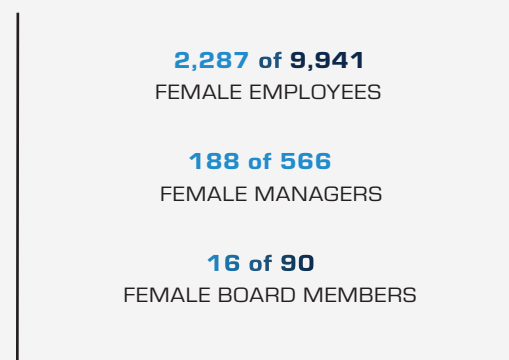 2,287 of 9,941
FEMALE EMPLOYEES
188 of 566
FEMALE MANAGERS
16 of 90
FEMALE BOARD MEMBERS